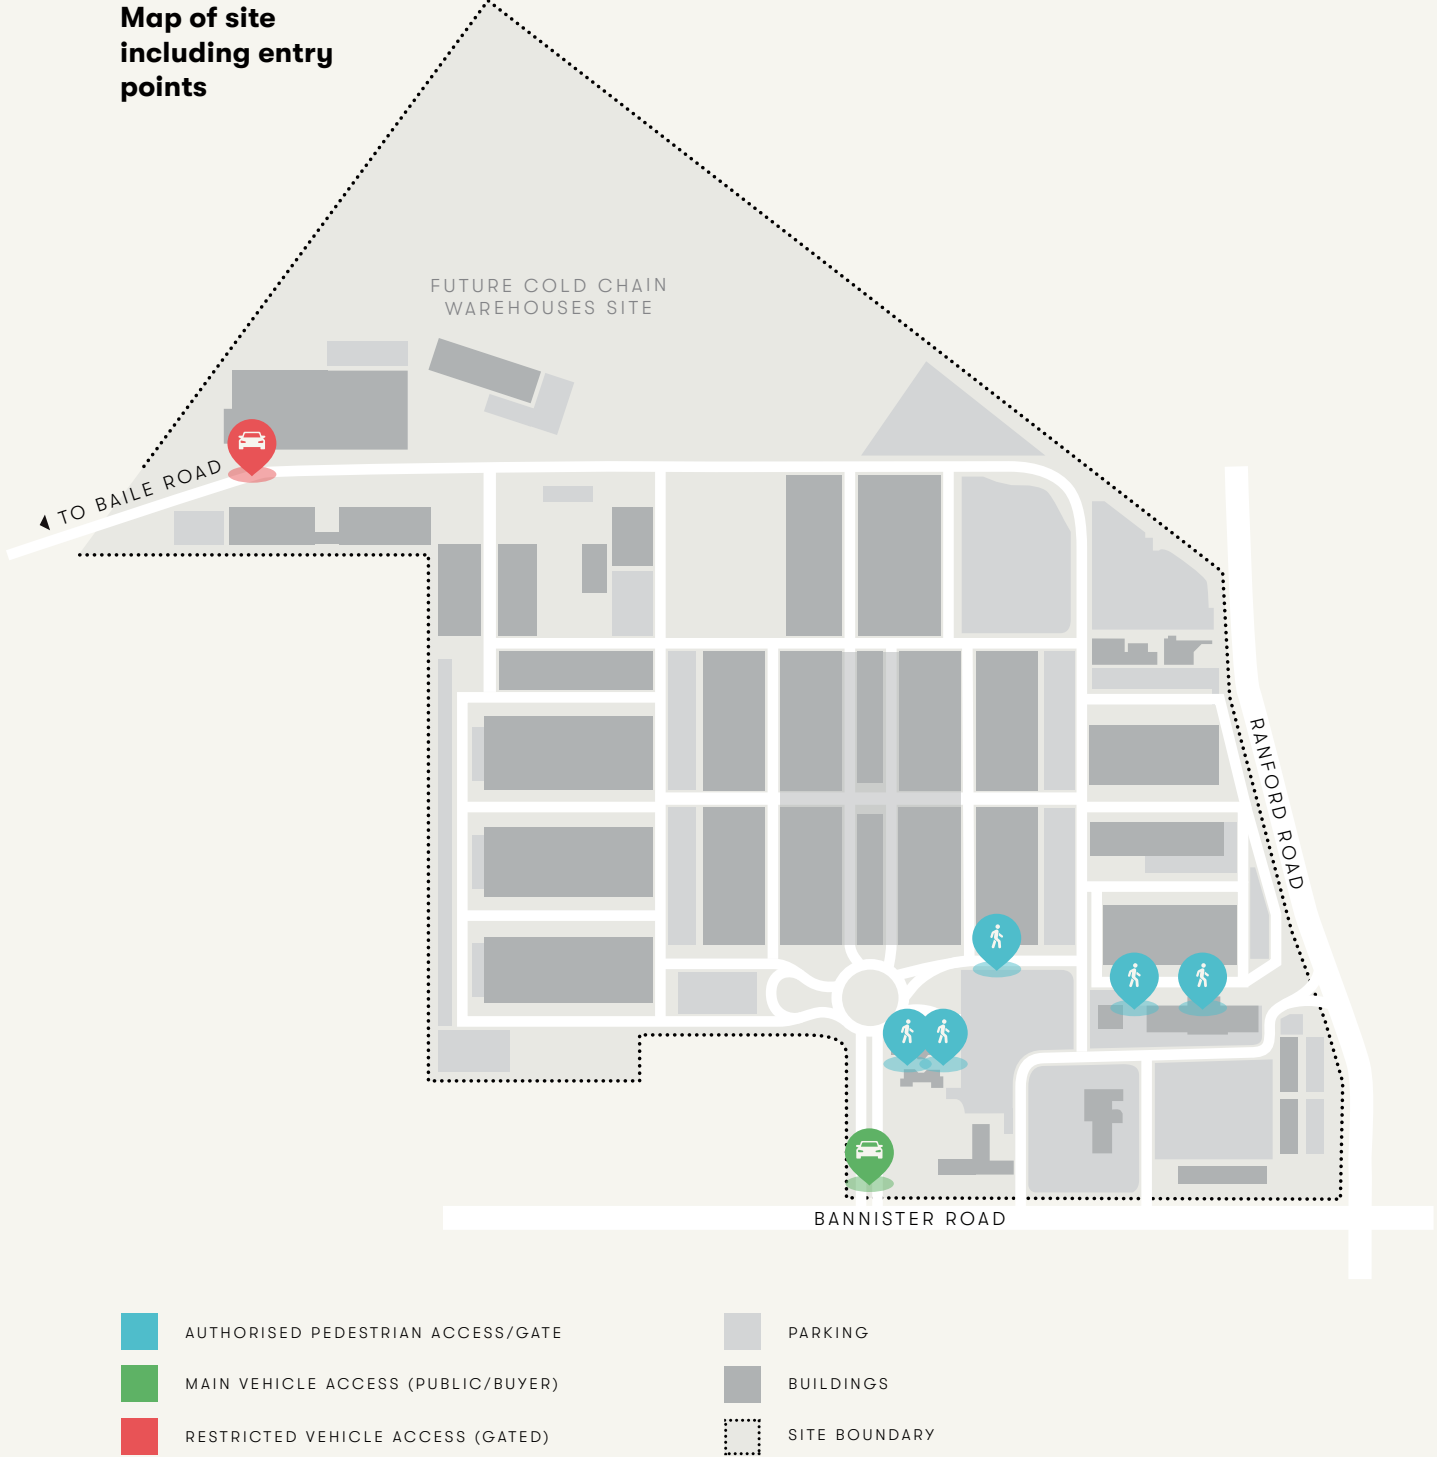 Map of site
including entry
points
FUTURE COLD CHAIN
WAREHOUSES SITE
TO BAILE ROAD
RANFORD ROAD
BANNISTER ROAD
AUTHORISED PEDESTRIAN ACCESS/GATE
MAIN VEHICLE ACCESS (PUBLIC/BUYER)
RESTRICTED VEHICLE ACCESS (GATED)
PARKING
BUILDINGS
SITE BOUNDARY